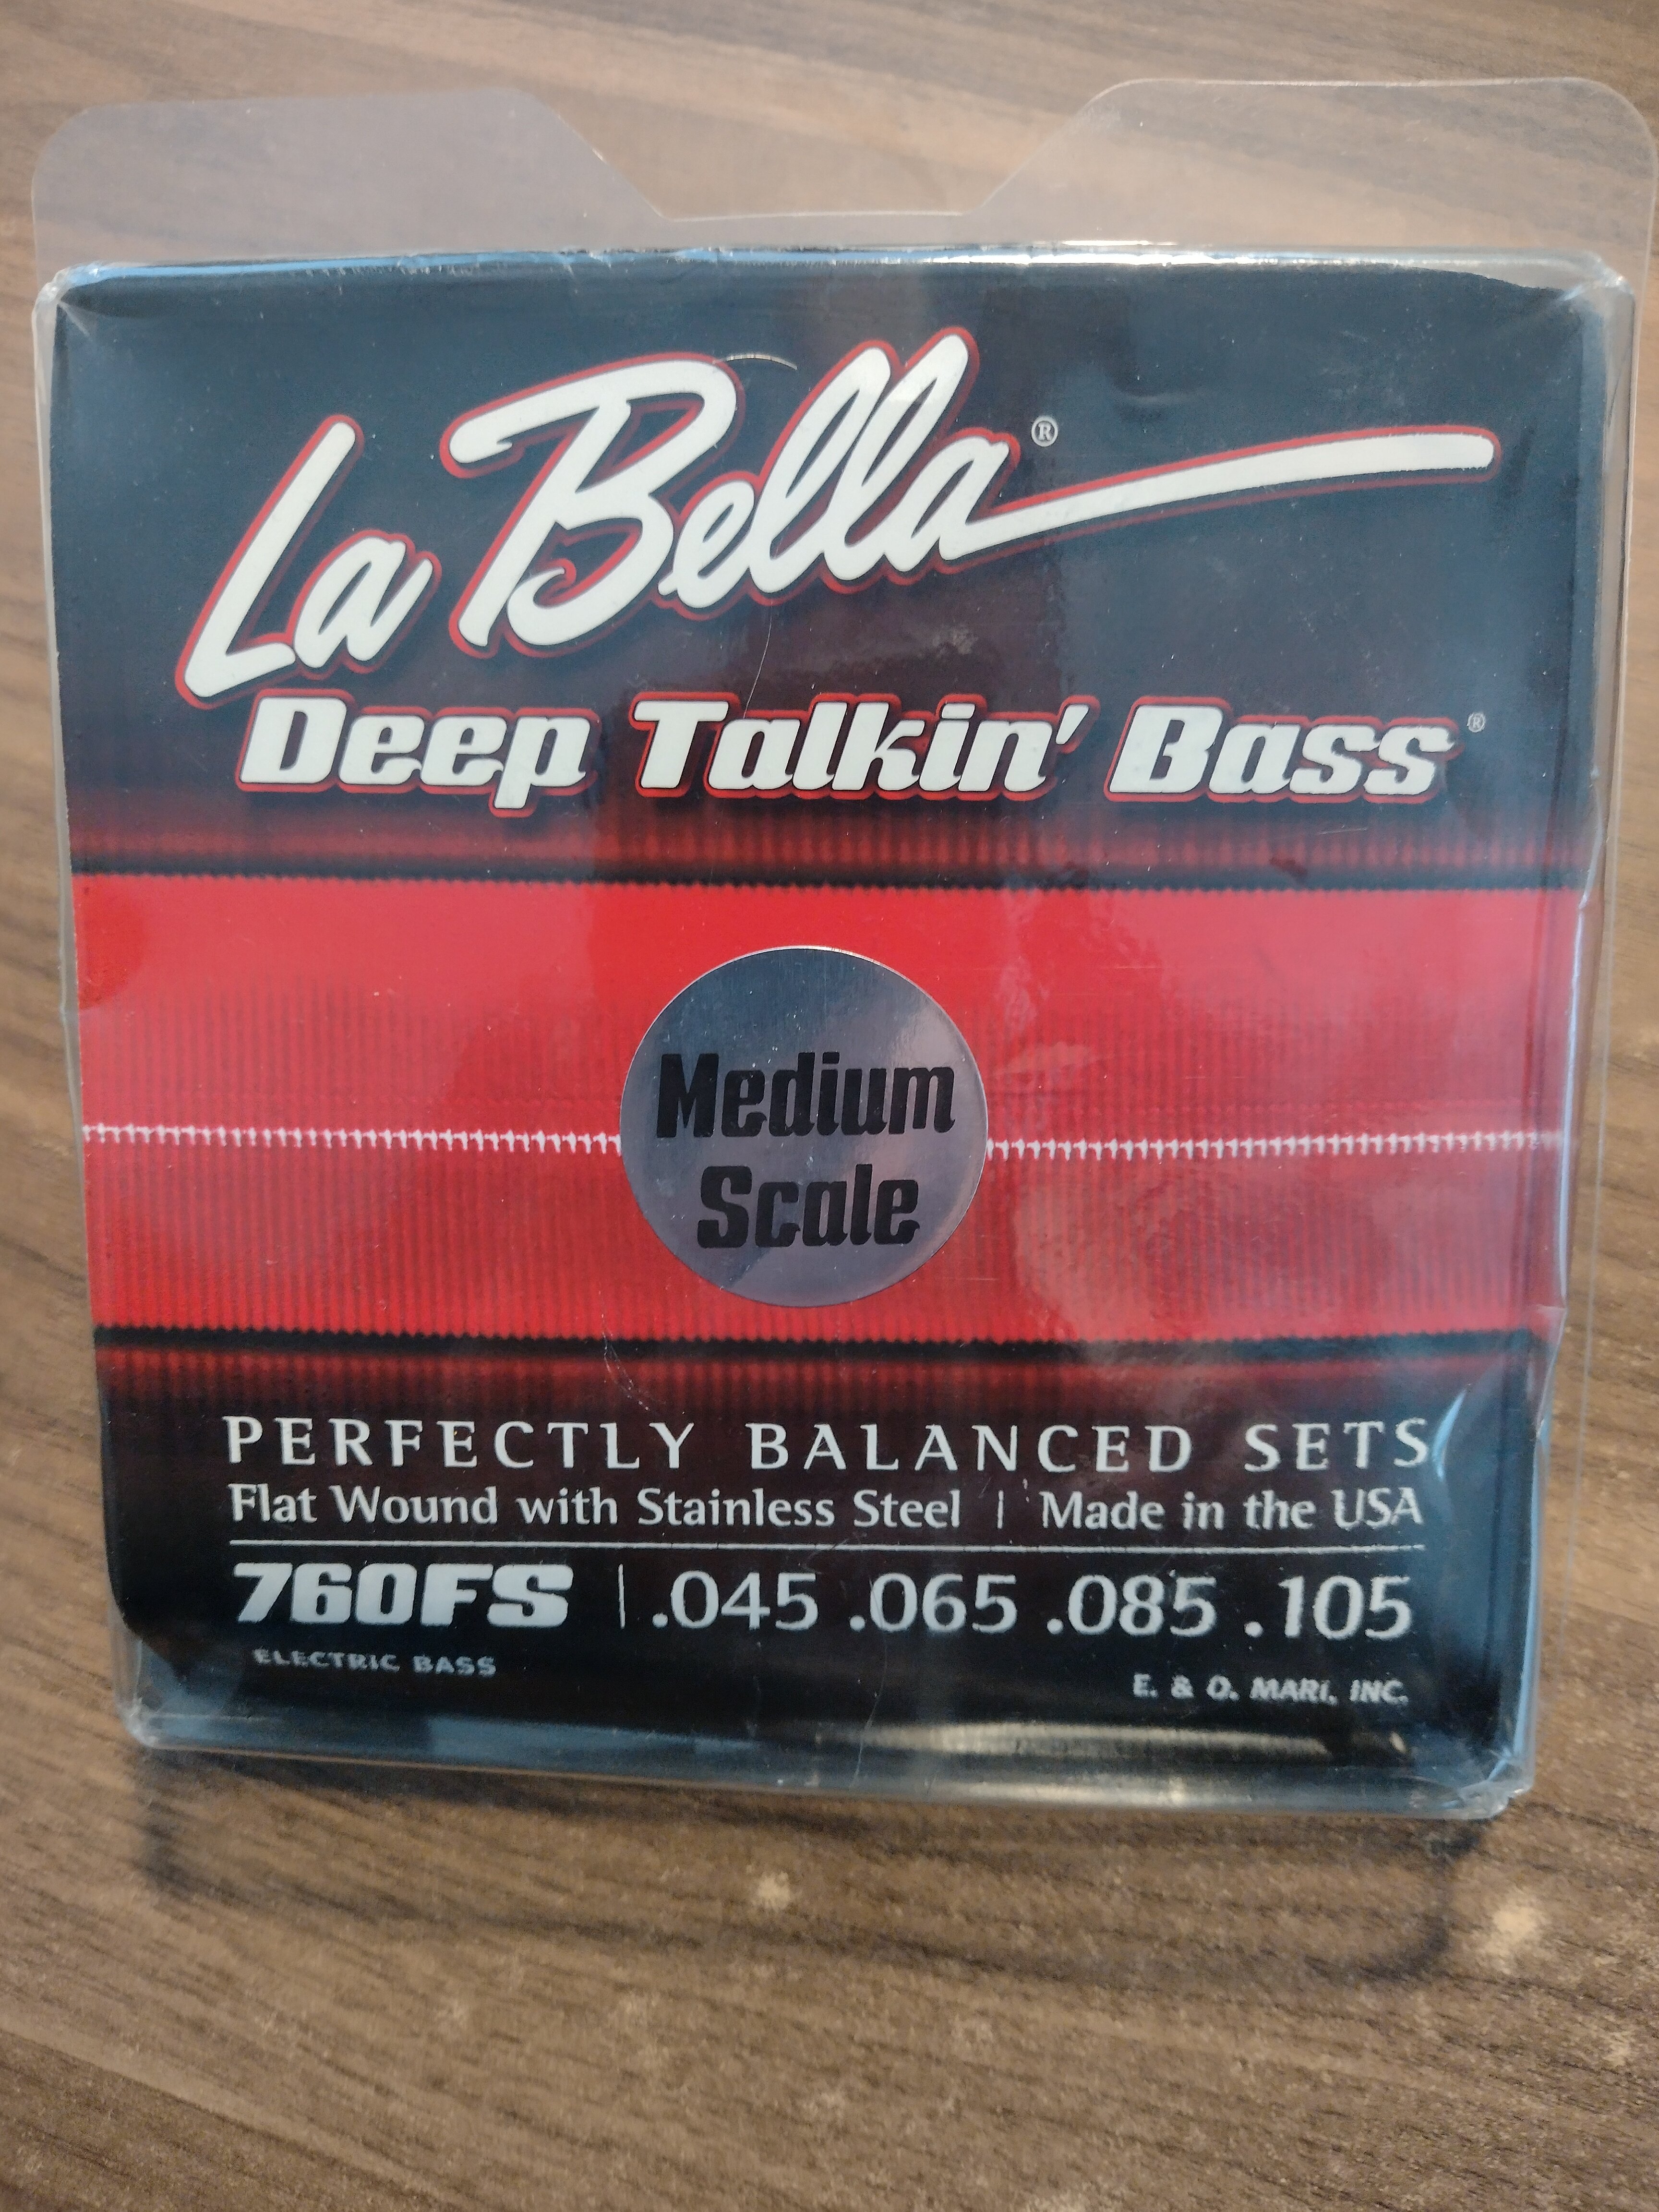 La Bella®
Deep Talkin' Bass®
Medium
Scale
PERFECTLY BALANCED SETS
Flat Wound with Stainless Steel | Made in the USA
760FS | .045 .065 .085 .105
ELECTRIC BASS
E. & O. MARI, INC.